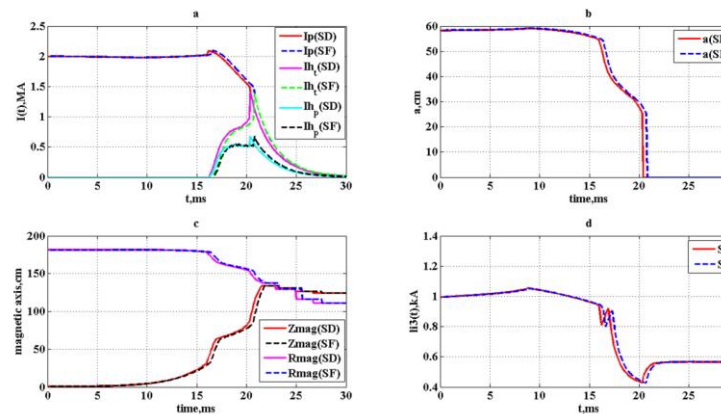 a
b
I(t),MA
2.5
2
1.5
1
0.5
0
0 5 10 15 20 25 30
t,ms
Ip(SD)
Ip(SF)
Ih_t(SD)
Ih_t(SF)
Ih_p(SD)
Ih_p(SF)
a,cm
60
50
40
30
20
10
0
0 5 10 15 20 25
time,ms
a(S
a(S
c
d
magnetic axis,cm
200
150
100
50
0
0 5 10 15 20 25 30
time,ms
Zmag(SD)
Zmag(SF)
Rmag(SD)
Rmag(SF)
li3(t),kA
1.4
1.2
1
0.8
0.6
0.4
0 5 10 15 20 25
t,ms
S
S